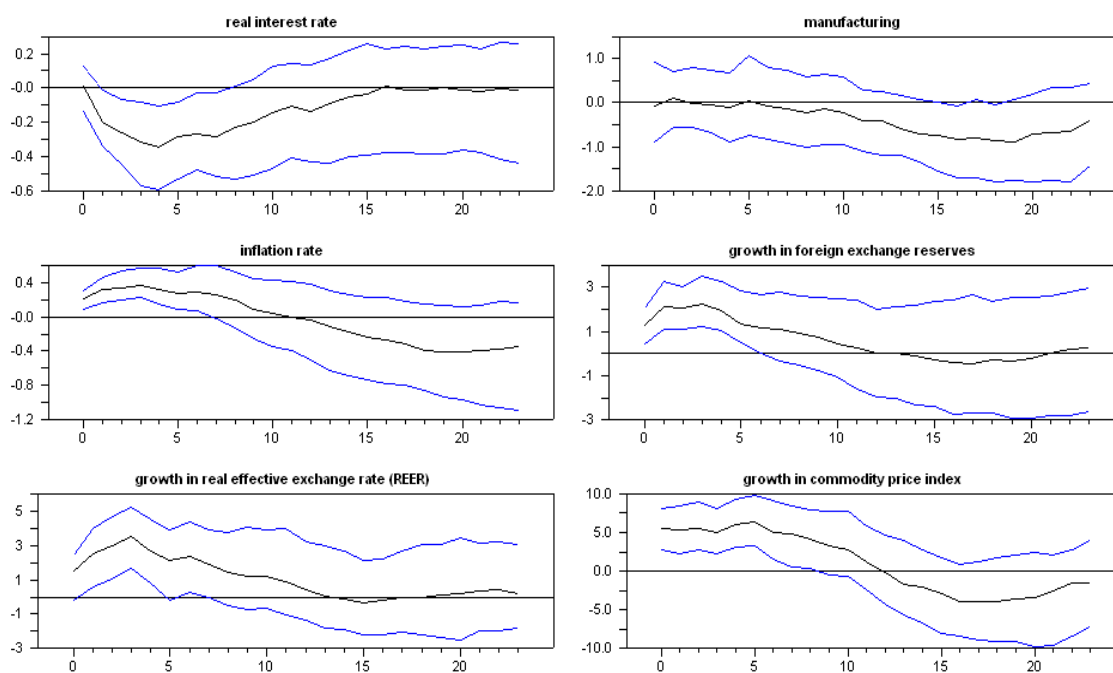 real interest rate
0.2
-0.0
-0.2
-0.4
-0.6
0 5 10 15 20
manufacturing
1.0
0.0
-1.0
-2.0
0 5 10 15 20
inflation rate
0.4
-0.0
-0.4
-0.8
-1.2
0 5 10 15 20
growth in foreign exchange reserves
3
1
-1
-3
0 5 10 15 20
growth in real effective exchange rate (REER)
5
3
1
-1
-3
0 5 10 15 20
growth in commodity price index
10.0
5.0
0.0
-5.0
-10.0
0 5 10 15 20